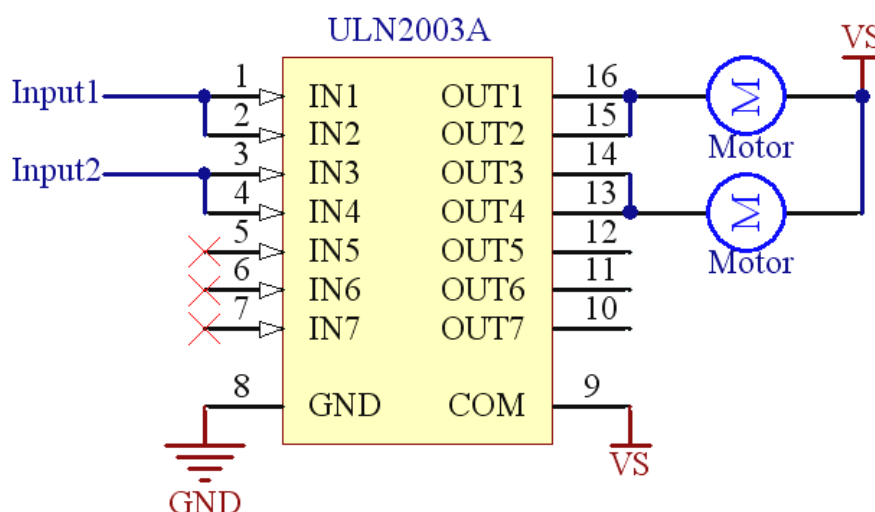 ULN2003A
VS
Input1
1
IN1
OUT1
16
M
2
IN2
OUT2
15
Motor
Input2
3
IN3
OUT3
14
4
IN4
OUT4
13
M
5
IN5
OUT5
12
Motor
6
IN6
OUT6
11
7
IN7
OUT7
10
8
GND
COM
9
VS
GND